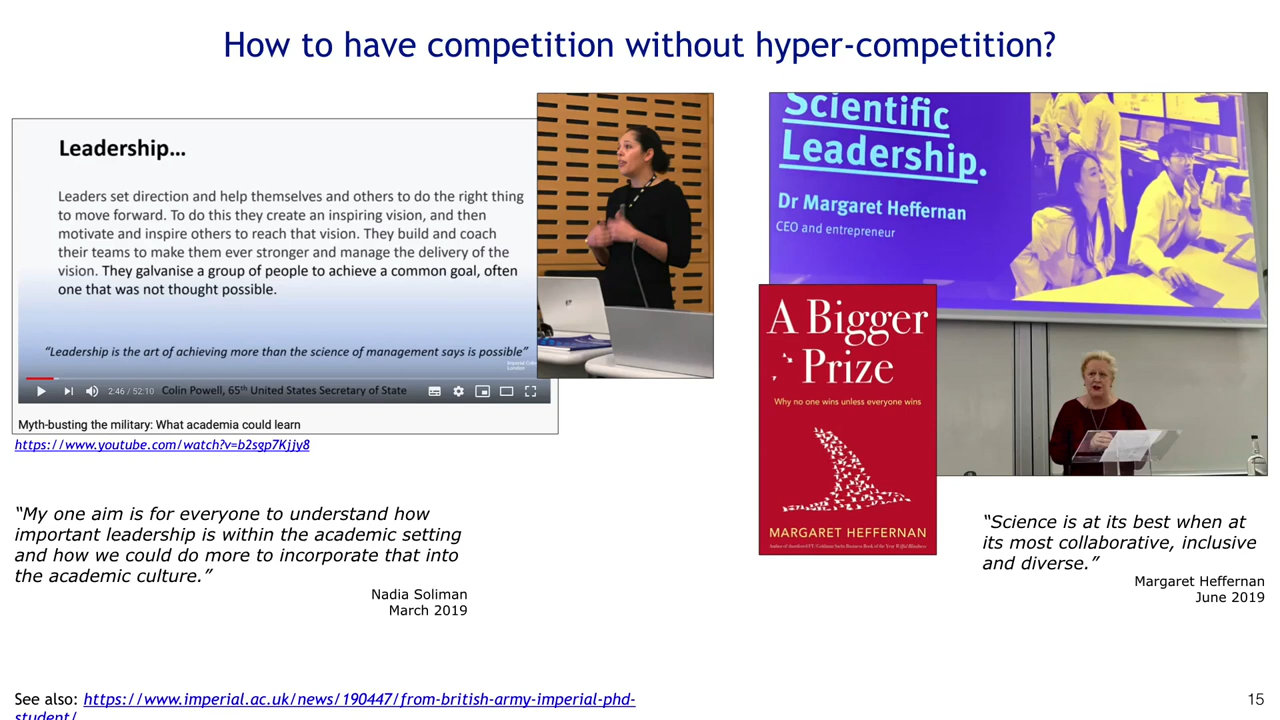 How to have competition without hyper-competition?
Leadership...
Leaders set direction and help themselves and others to do the right thing
to move forward. To do this they create an inspiring vision, and then
motivate and inspire others to reach that vision. They build and coach
their teams to make them ever stronger and manage the delivery of the
vision. They galvanise a group of people to achieve a common goal, often
one that was not thought possible.
“Leadership is the art of achieving more than the science of management says is possible”
Imperial
London
2:46 / 52:10
Colin Powell, 65th United States Secretary of State
Myth-busting the military: What academia could learn
https://www.youtube.com/watch?v=b2sgp7Kjjy8
“My one aim is for everyone to understand how
important leadership is within the academic setting
and how we could do more to incorporate that into
the academic culture.”
Nadia Soliman
March 2019
Scientific
Leadership.
Dr Margaret Heffernan
CEO and entrepreneur
A Bigger
Prize
Why no one wins unless everyone wins
MARGARET HEFFERNAN
“Science is at its best when at
its most collaborative, inclusive
and diverse.”
Margaret Heffernan
June 2019
See also: https://www.imperial.ac.uk/news/190447/from-british-army-imperial-phd-
student/
15